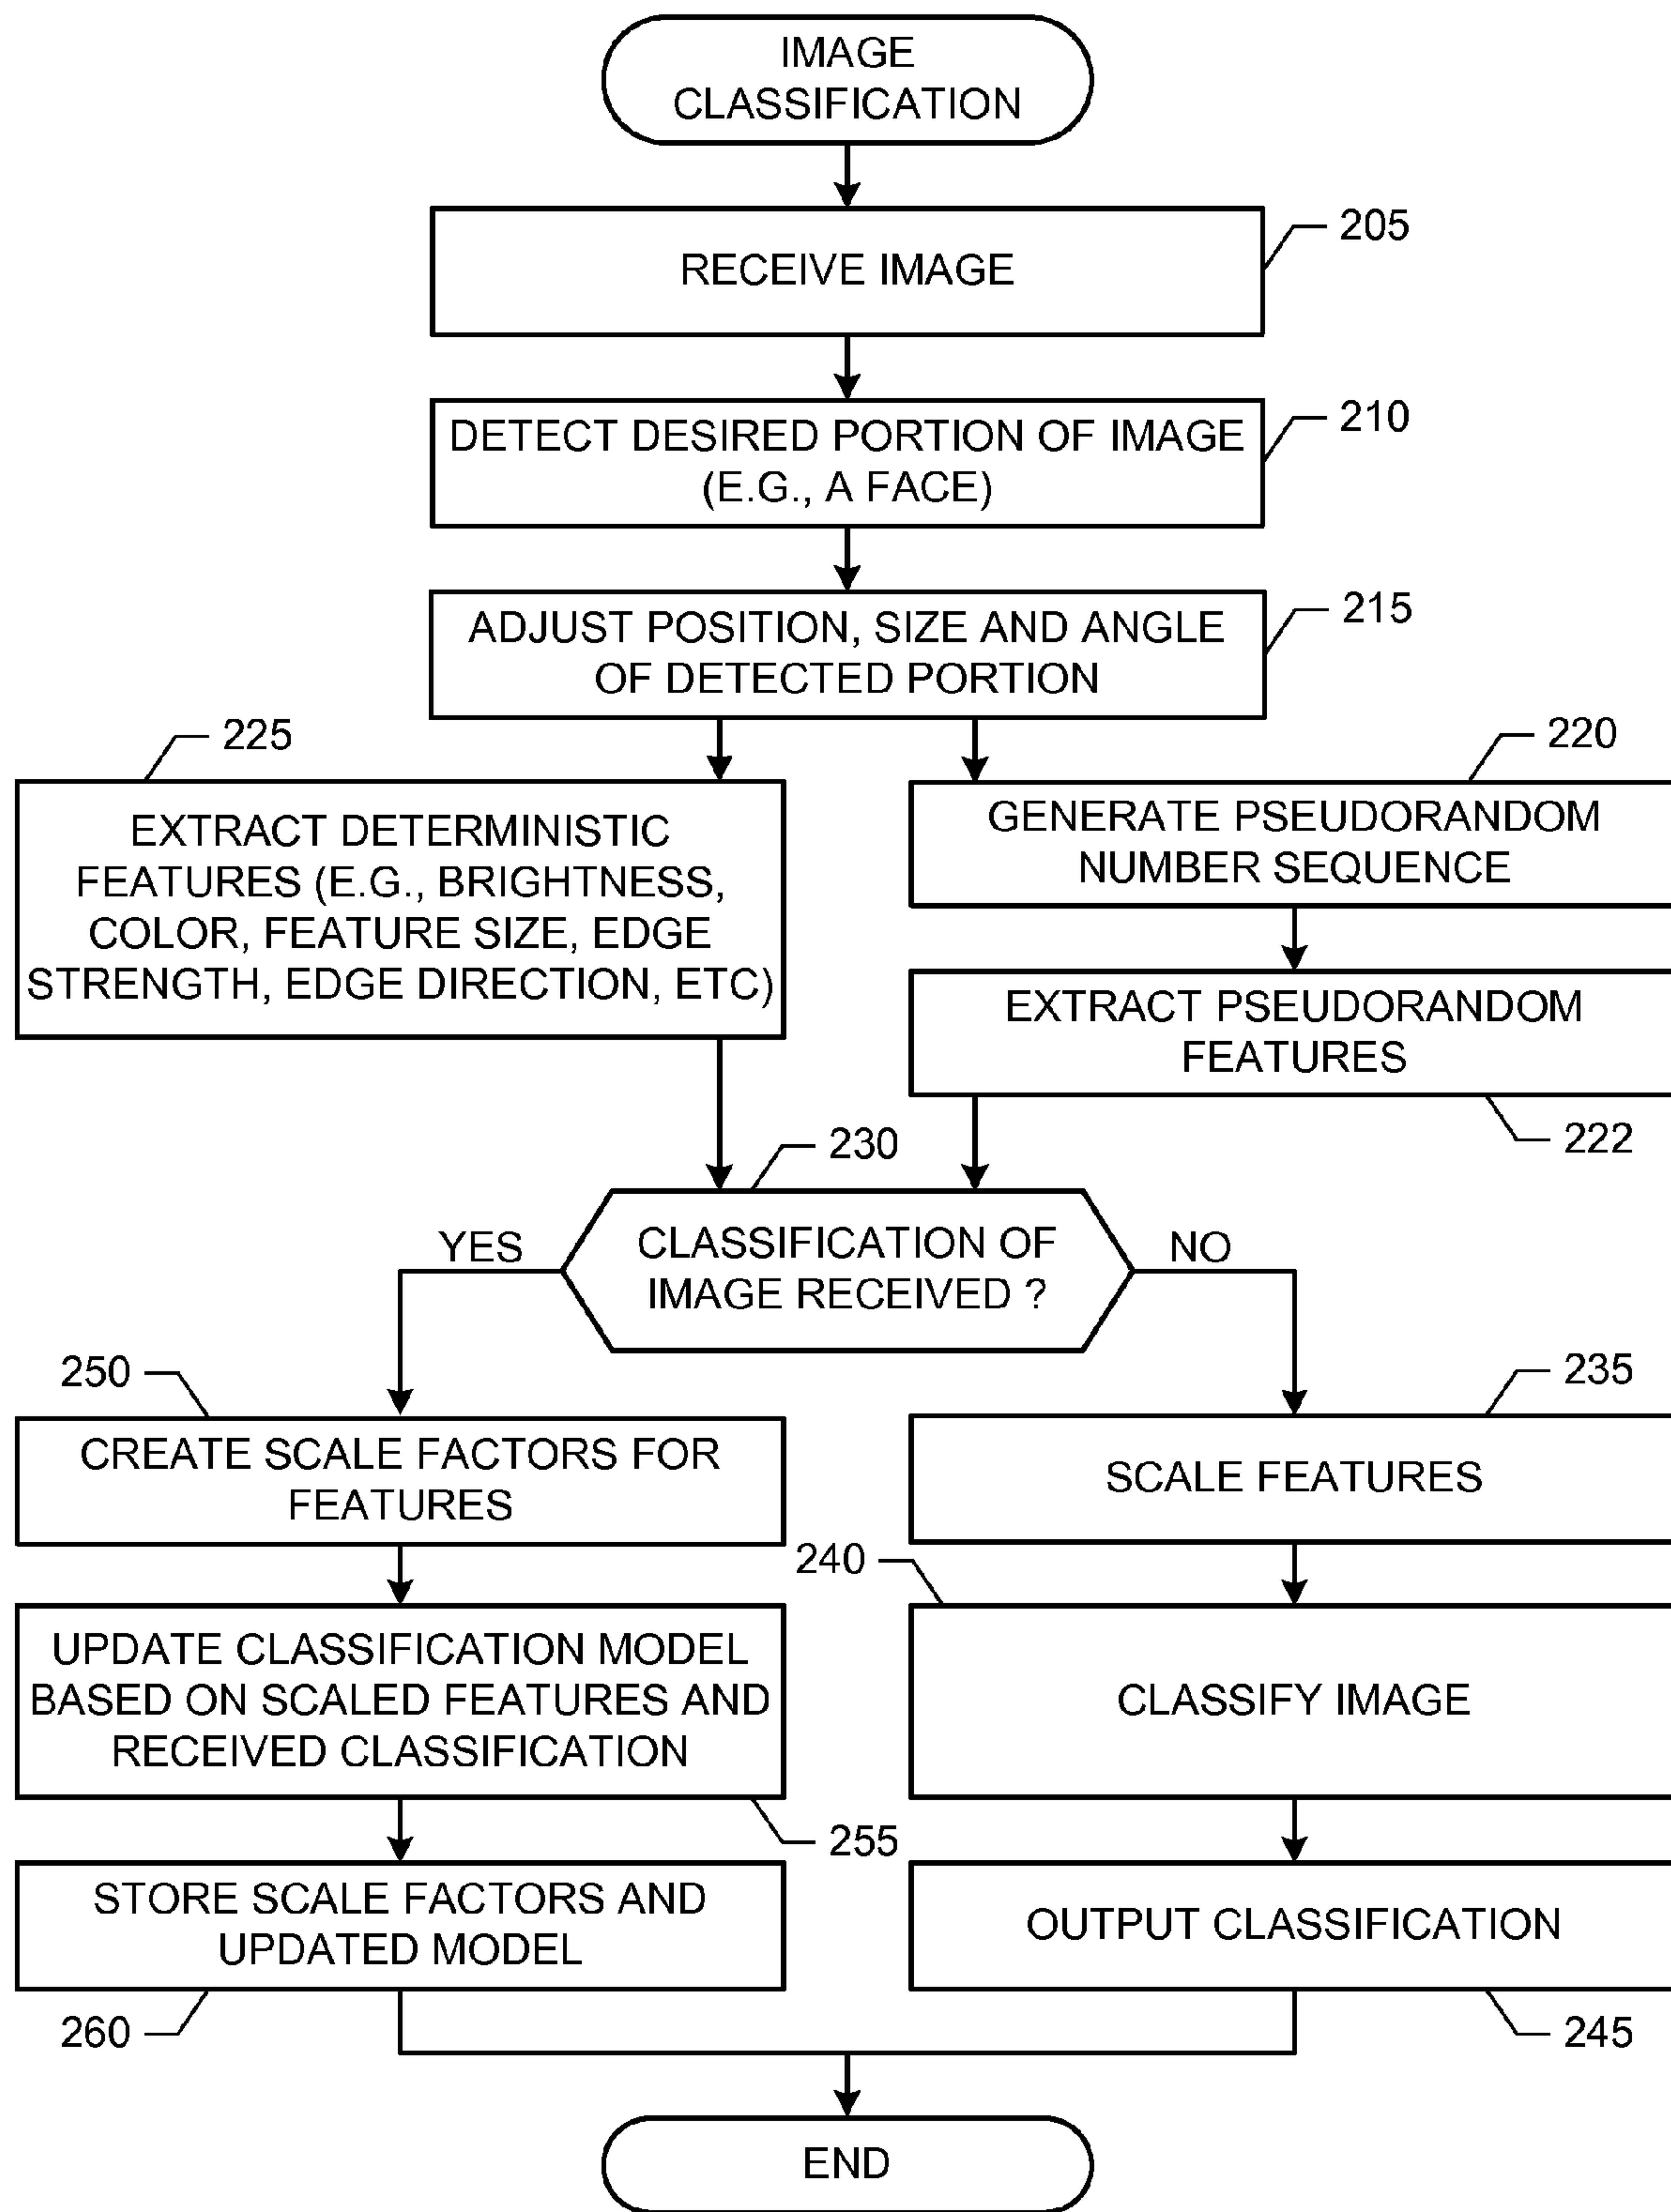 IMAGE
CLASSIFICATION
205
RECEIVE IMAGE
210
DETECT DESIRED PORTION OF IMAGE
(E.G., A FACE)
215
ADJUST POSITION, SIZE AND ANGLE
OF DETECTED PORTION
225
EXTRACT DETERMINISTIC
FEATURES (E.G., BRIGHTNESS,
COLOR, FEATURE SIZE, EDGE
STRENGTH, EDGE DIRECTION, ETC)
220
GENERATE PSEUDORANDOM
NUMBER SEQUENCE
EXTRACT PSEUDORANDOM
FEATURES
222
230
CLASSIFICATION OF
IMAGE RECEIVED ?
YES
NO
250
CREATE SCALE FACTORS FOR
FEATURES
UPDATE CLASSIFICATION MODEL
BASED ON SCALED FEATURES AND
RECEIVED CLASSIFICATION
255
STORE SCALE FACTORS AND
UPDATED MODEL
260
235
SCALE FEATURES
240
CLASSIFY IMAGE
OUTPUT CLASSIFICATION
245
END